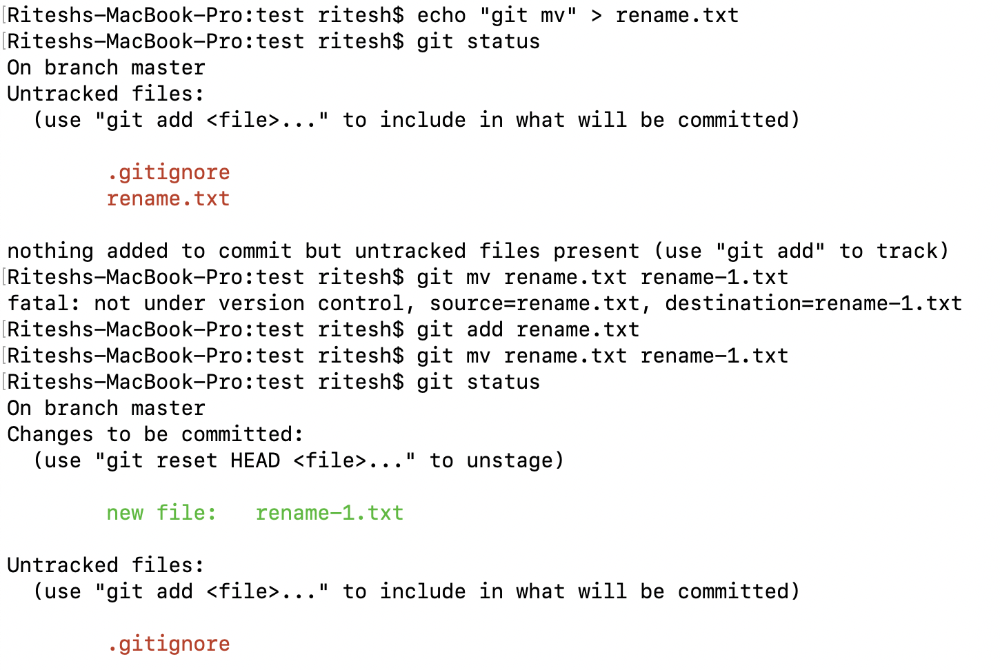 [Riteshs-MacBook-Pro:test ritesh$ echo "git mv" > rename.txt
[Riteshs-MacBook-Pro:test ritesh$ git status
On branch master
Untracked files:
  (use "git add <file>..." to include in what will be committed)
        .gitignore
        rename.txt
nothing added to commit but untracked files present (use "git add" to track)
[Riteshs-MacBook-Pro:test ritesh$ git mv rename.txt rename-1.txt
fatal: not under version control, source=rename.txt, destination=rename-1.txt
[Riteshs-MacBook-Pro:test ritesh$ git add rename.txt
[Riteshs-MacBook-Pro:test ritesh$ git mv rename.txt rename-1.txt
[Riteshs-MacBook-Pro:test ritesh$ git status
On branch master
Changes to be committed:
  (use "git reset HEAD <file>..." to unstage)
        new file:   rename-1.txt
Untracked files:
  (use "git add <file>..." to include in what will be committed)
        .gitignore